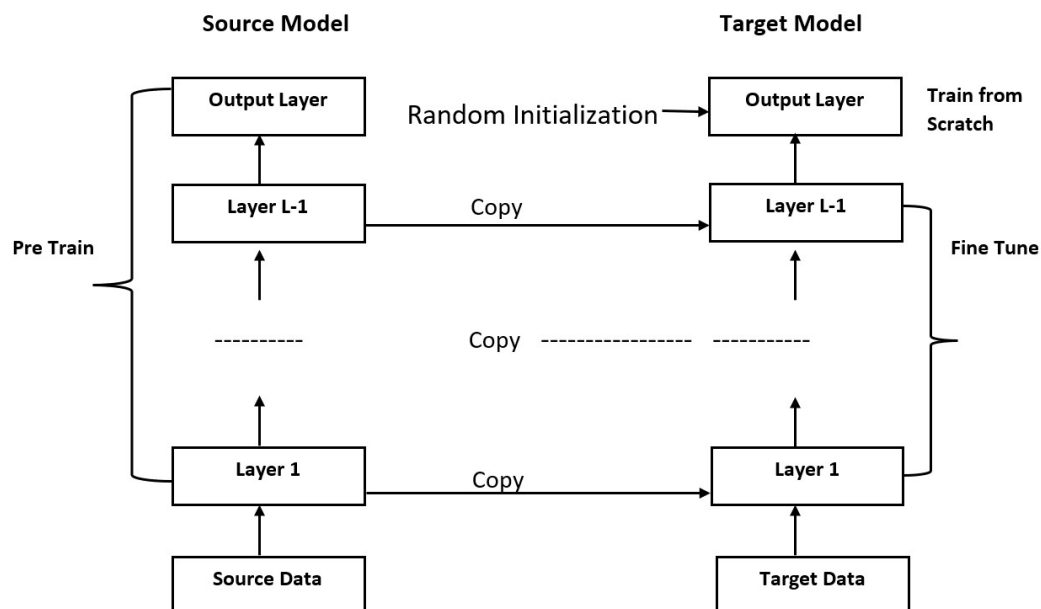 Source Model
Target Model
Output Layer
Random Initialization
Output Layer
Train from
Scratch
Layer L-1
Copy
Layer L-1
Pre Train
Fine Tune
----------
Copy
-----------------
-----------
Layer 1
Copy
Layer 1
Source Data
Target Data